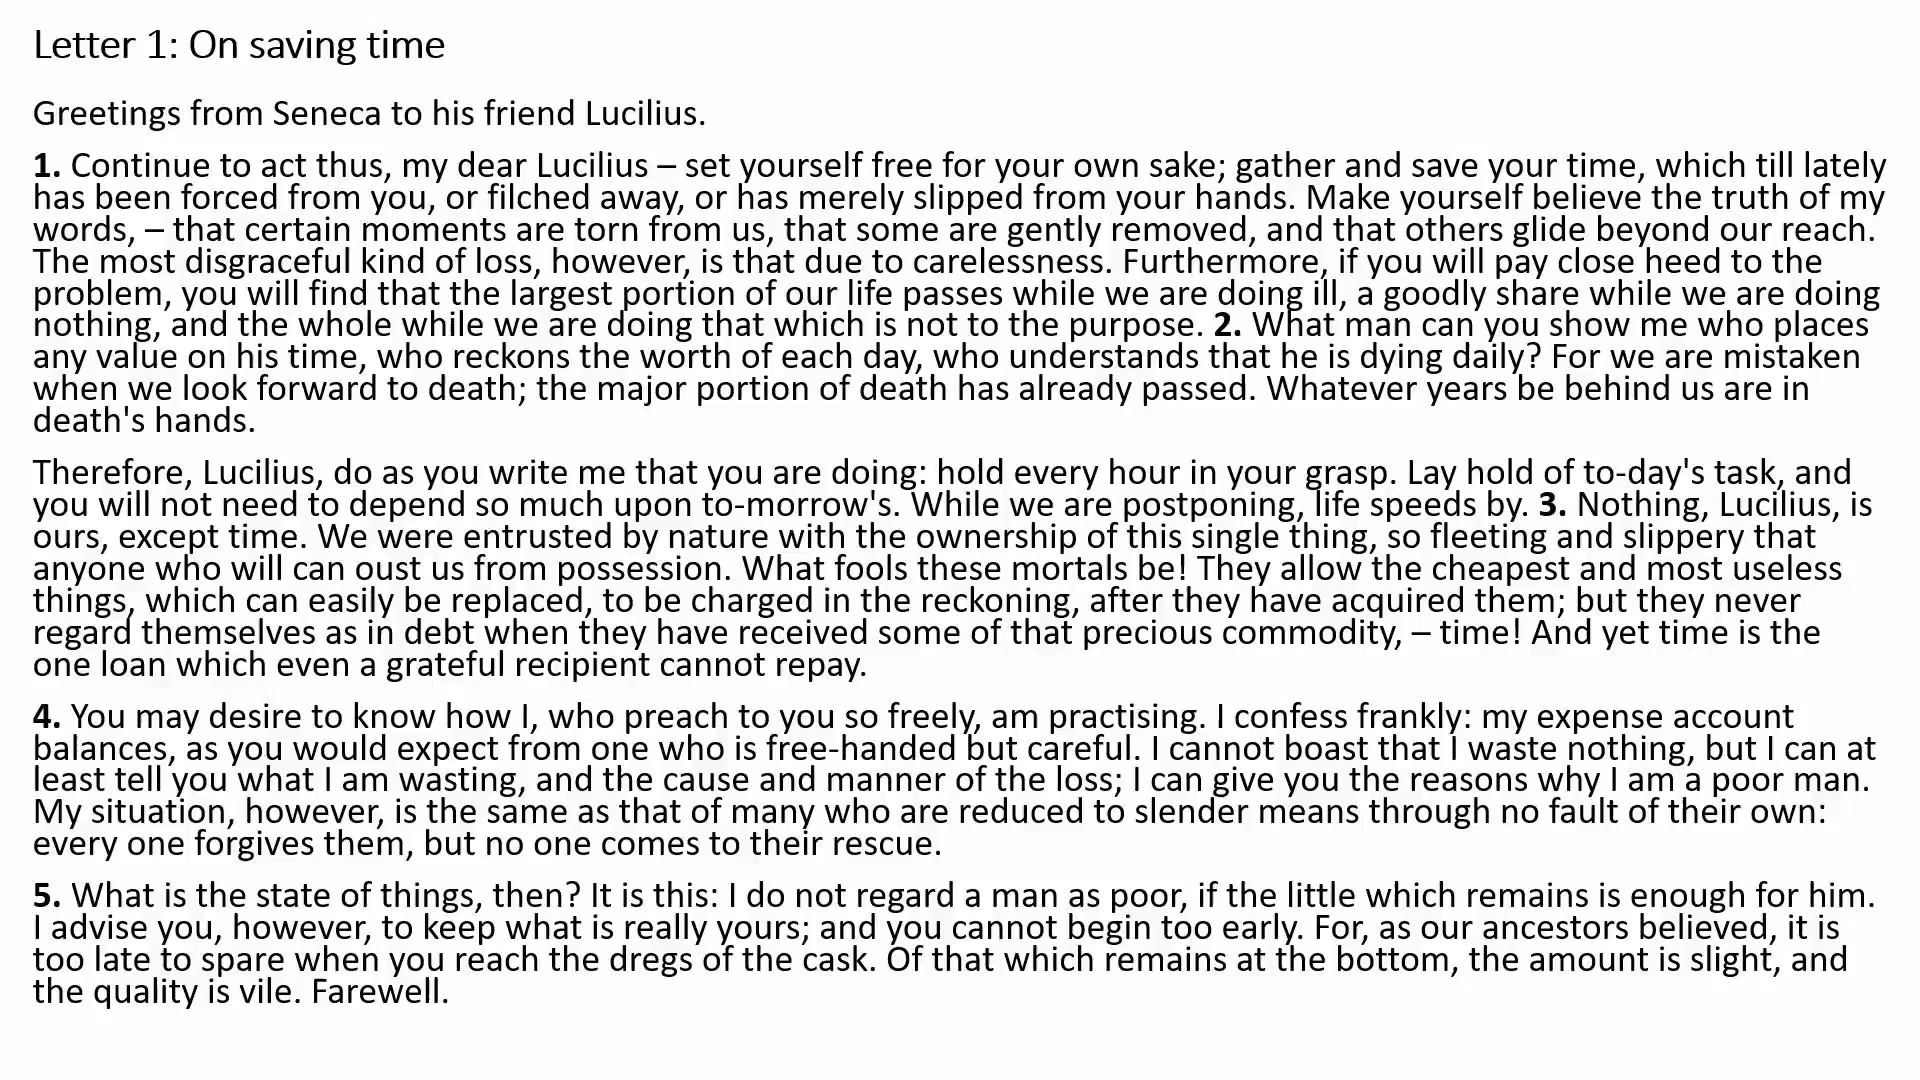 Letter 1: On saving time
Greetings from Seneca to his friend Lucilius.
1. Continue to act thus, my dear Lucilius – set yourself free for your own sake; gather and save your time, which till lately
has been forced from you, or filched away, or has merely slipped from your hands. Make yourself believe the truth of my
words, – that certain moments are torn from us, that some are gently removed, and that others glide beyond our reach.
The most disgraceful kind of loss, however, is that due to carelessness. Furthermore, if you will pay close heed to the
problem, you will find that the largest portion of our life passes while we are doing ill, a goodly share while we are doing
nothing, and the whole while we are doing that which is not to the purpose. 2. What man can you show me who places
any value on his time, who reckons the worth of each day, who understands that he is dying daily? For we are mistaken
when we look forward to death; the major portion of death has already passed. Whatever years be behind us are in
death's hands.
Therefore, Lucilius, do as you write me that you are doing: hold every hour in your grasp. Lay hold of to-day's task, and
you will not need to depend so much upon to-morrow's. While we are postponing, life speeds by. 3. Nothing, Lucilius, is
ours, except time. We were entrusted by nature with the ownership of this single thing, so fleeting and slippery that
anyone who will can oust us from possession. What fools these mortals be! They allow the cheapest and most useless
things, which can easily be replaced, to be charged in the reckoning, after they have acquired them; but they never
regard themselves as in debt when they have received some of that precious commodity, – time! And yet time is the
one loan which even a grateful recipient cannot repay.
4. You may desire to know how I, who preach to you so freely, am practising. I confess frankly: my expense account
balances, as you would expect from one who is free-handed but careful. I cannot boast that I waste nothing, but I can at
least tell you what I am wasting, and the cause and manner of the loss; I can give you the reasons why I am a poor man.
My situation, however, is the same as that of many who are reduced to slender means through no fault of their own:
every one forgives them, but no one comes to their rescue.
5. What is the state of things, then? It is this: I do not regard a man as poor, if the little which remains is enough for him.
I advise you, however, to keep what is really yours; and you cannot begin too early. For, as our ancestors believed, it is
too late to spare when you reach the dregs of the cask. Of that which remains at the bottom, the amount is slight, and
the quality is vile. Farewell.